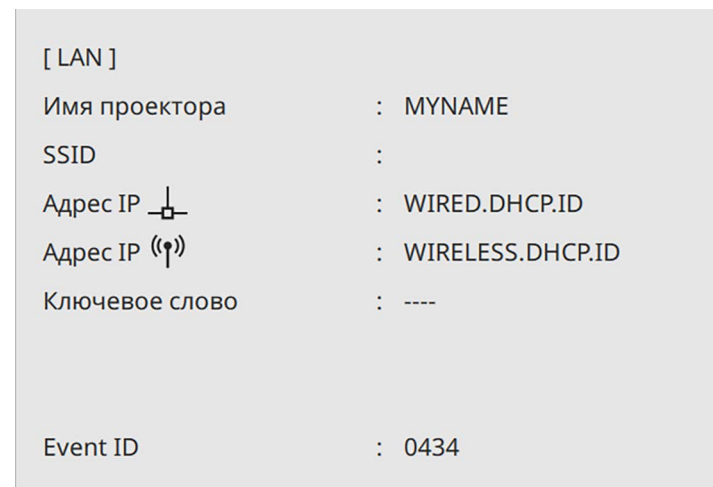 [ LAN ]
Имя проектора : MYNAME
SSID :
Адрес IP : WIRED.DHCP.ID
Адрес IP : WIRELESS.DHCP.ID
Ключевое слово : ----
Event ID : 0434